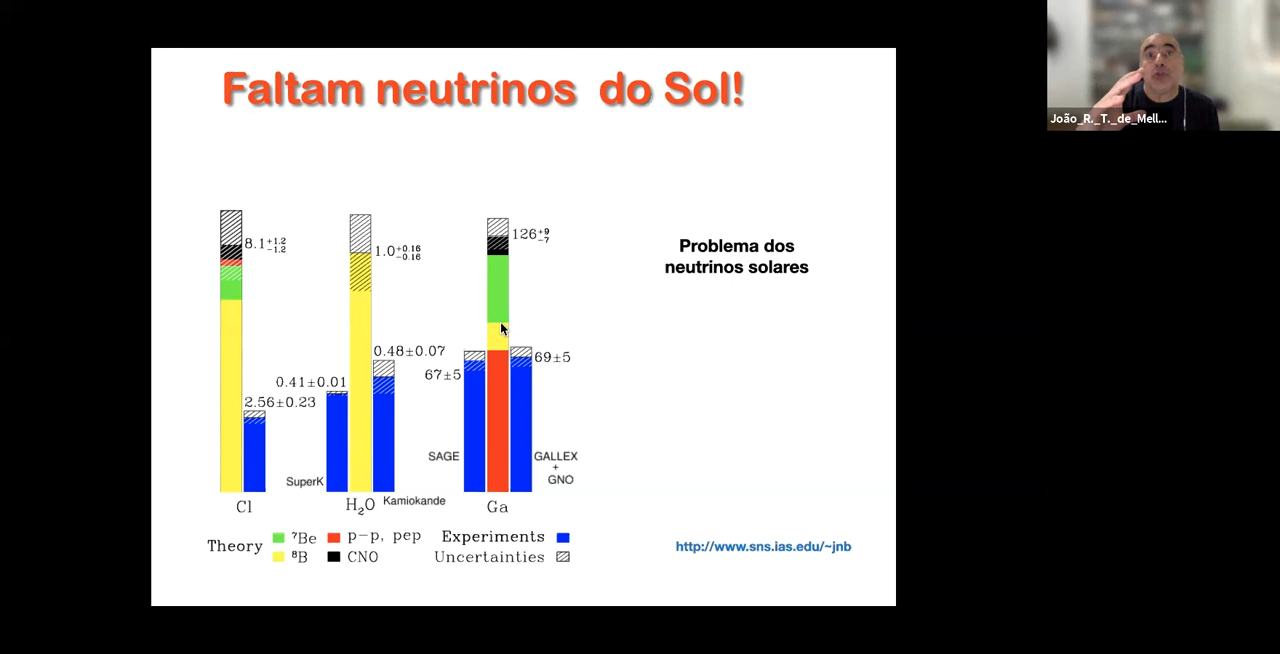 Faltam neutrinos do Sol!
João_R._T._de_Mell...
Problema dos
neutrinos solares
8.1+1.2
−1.2
1.0+0.16
−0.16
126+9
−7
0.48±0.07
69±5
67±5
0.41±0.01
2.56±0.23
SAGE
GALLEX
+
GNO
SuperK
Kamiokande
Cl
H2O
Ga
Theory
⁷Be
p−p, pep
Experiments
⁸B
CNO
Uncertainties
http://www.sns.ias.edu/~jnb